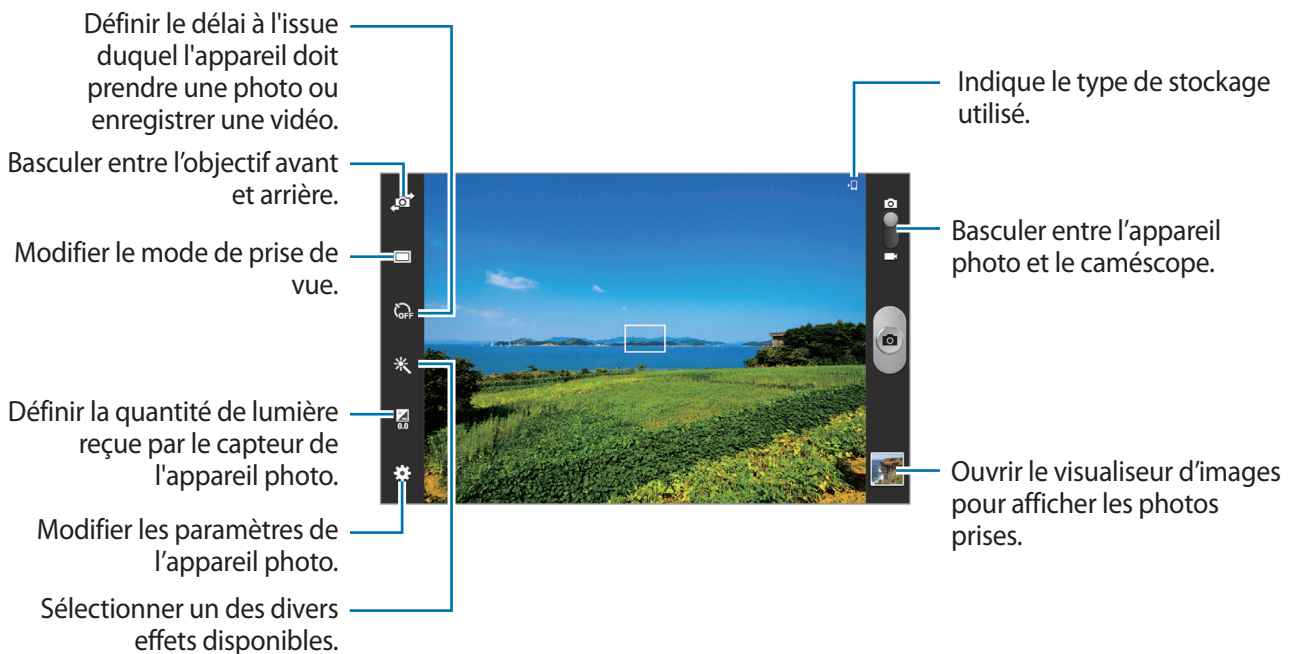 Définir le délai à l'issue
duquel l'appareil doit
prendre une photo ou
enregistrer une vidéo.
Basculer entre l’objectif avant
et arrière.
Modifier le mode de prise de
vue.
Définir la quantité de lumière
reçue par le capteur de
l'appareil photo.
Modifier les paramètres de
l’appareil photo.
Sélectionner un des divers
effets disponibles.
OFF
0.0
Indique le type de stockage
utilisé.
Basculer entre l’appareil
photo et le caméscope.
Ouvrir le visualiseur d’images
pour afficher les photos
prises.